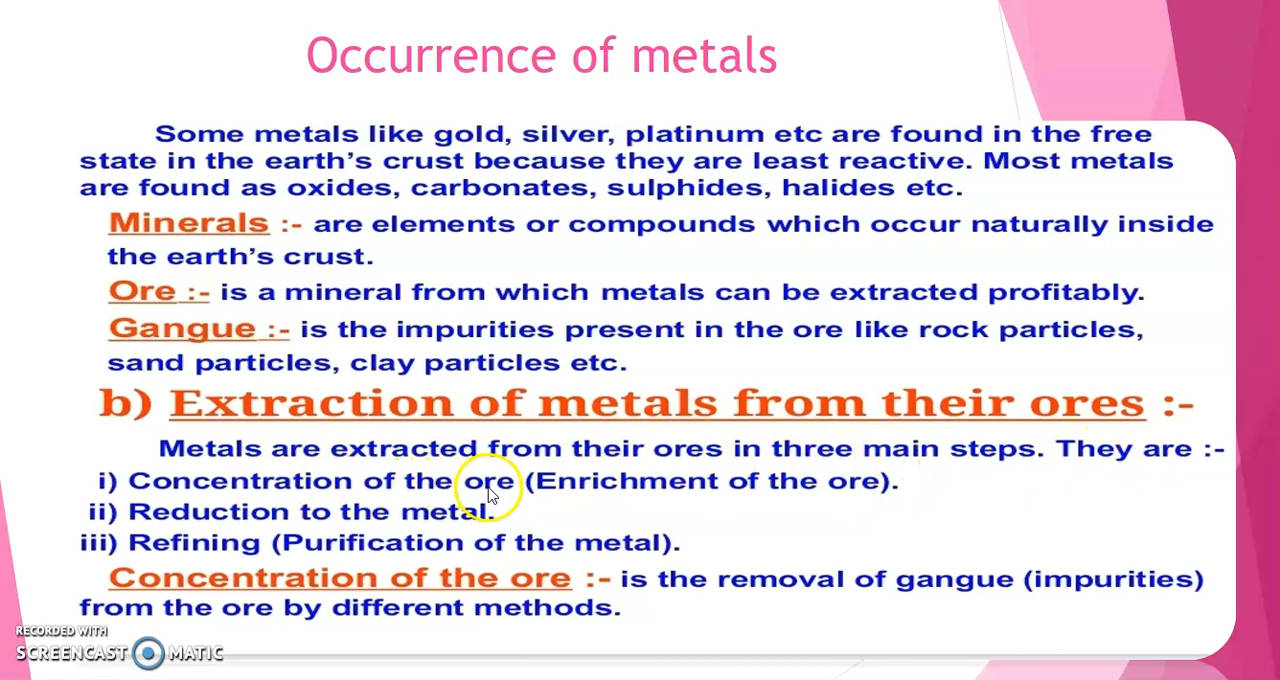 Occurrence of metals
Some metals like gold, silver, platinum etc are found in the free
state in the earth's crust because they are least reactive. Most metals
are found as oxides, carbonates, sulphides, halides etc.
Minerals :- are elements or compounds which occur naturally inside
the earth's crust.
Ore :- is a mineral from which metals can be extracted profitably.
Gangue :- is the impurities present in the ore like rock particles,
sand particles, clay particles etc.
b) Extraction of metals from their ores :-
Metals are extracted from their ores in three main steps. They are :-
i) Concentration of the ore (Enrichment of the ore).
ii) Reduction to the metal.
iii) Refining (Purification of the metal).
Concentration of the ore :- is the removal of gangue (impurities)
from the ore by different methods.
RECORDED WITH
SCREENCAST MATIC